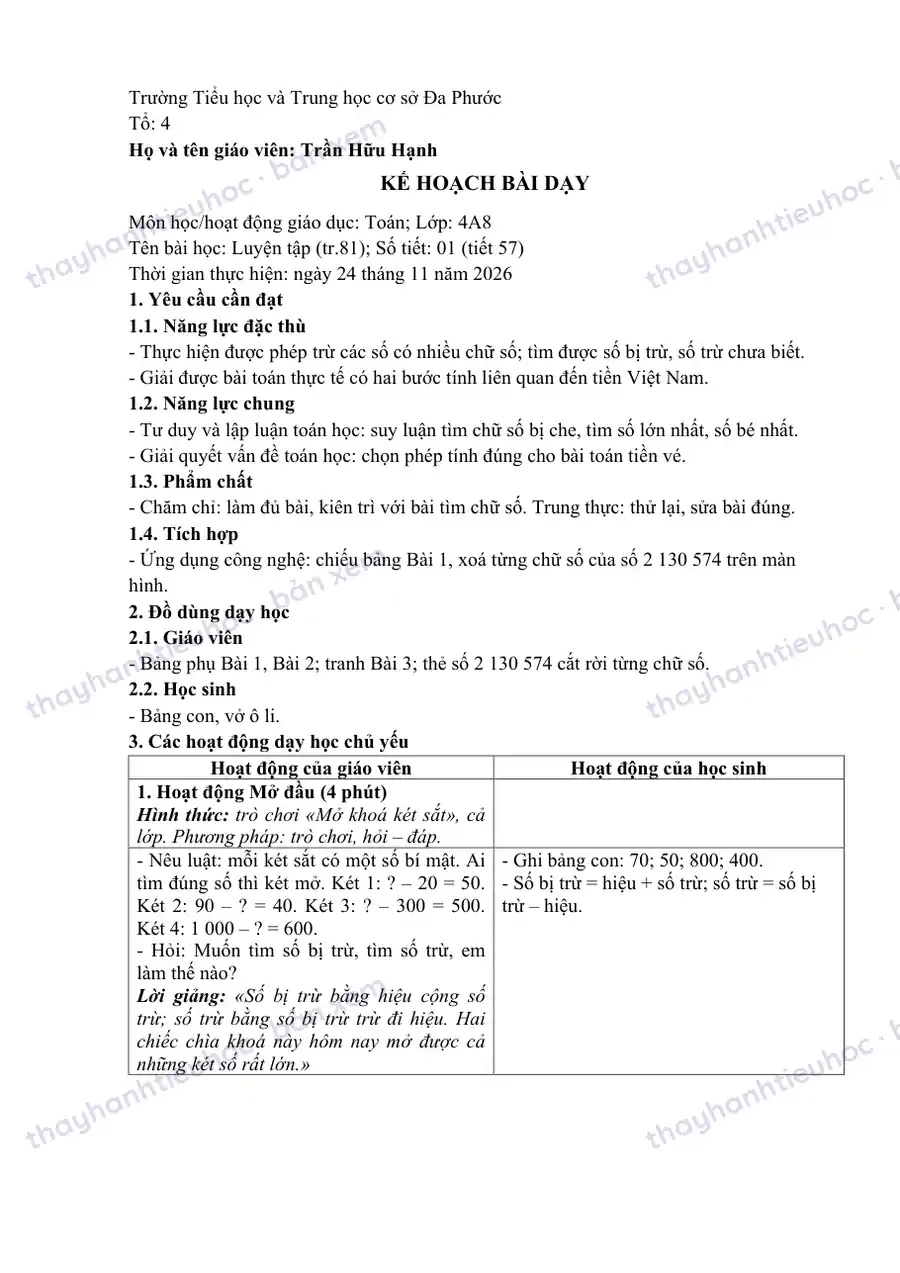 Trường Tiểu học và Trung học cơ sở Đa Phước
Tổ: 4
Họ và tên giáo viên: Trần Hữu Hạnh
KẾ HOẠCH BÀI DẠY
Môn học/hoạt động giáo dục: Toán; Lớp: 4A8
Tên bài học: Luyện tập (tr.81); Số tiết: 01 (tiết 57)
Thời gian thực hiện: ngày 24 tháng 11 năm 2026
1. Yêu cầu cần đạt
1.1. Năng lực đặc thù
- Thực hiện được phép trừ các số có nhiều chữ số; tìm được số bị trừ, số trừ chưa biết.
- Giải được bài toán thực tế có hai bước tính liên quan đến tiền Việt Nam.
1.2. Năng lực chung
- Tư duy và lập luận toán học: suy luận tìm chữ số bị che, tìm số lớn nhất, số bé nhất.
- Giải quyết vấn đề toán học: chọn phép tính đúng cho bài toán tiền vé.
1.3. Phẩm chất
- Chăm chỉ: làm đủ bài, kiên trì với bài tìm chữ số. Trung thực: thử lại, sửa bài đúng.
1.4. Tích hợp
- Ứng dụng công nghệ: chiếu bảng Bài 1, xoá từng chữ số của số 2 130 574 trên màn
hình.
2. Đồ dùng dạy học
2.1. Giáo viên
- Bảng phụ Bài 1, Bài 2; tranh Bài 3; thẻ số 2 130 574 cắt rời từng chữ số.
2.2. Học sinh
- Bảng con, vở ô li.
3. Các hoạt động dạy học chủ yếu
Hoạt động của giáo viên
Hoạt động của học sinh
1. Hoạt động Mở đầu (4 phút)
Hình thức: trò chơi «Mở khoá két sắt», cả
lớp. Phương pháp: trò chơi, hỏi – đáp.
- Nêu luật: mỗi két sắt có một số bí mật. Ai
tìm đúng số thì két mở. Két 1: ? – 20 = 50.
Két 2: 90 – ? = 40. Két 3: ? – 300 = 500.
Két 4: 1 000 – ? = 600.
- Hỏi: Muốn tìm số bị trừ, tìm số trừ, em
làm thế nào?
Lời giảng: «Số bị trừ bằng hiệu cộng số
trừ; số trừ bằng số bị trừ trừ đi hiệu. Hai
chiếc chìa khoá này hôm nay mở được cả
những két số rất lớn.»
- Ghi bảng con: 70; 50; 800; 400.
- Số bị trừ = hiệu + số trừ; số trừ = số bị
trừ – hiệu.
thayhanhtieuhoc · bản xem
thayhanhtieuhoc · b
thayhanhtieuhoc · bản xem
thayhanhtieuhoc · b
thayhanhtieuhoc · bản xem
thayhanhtieuhoc · b